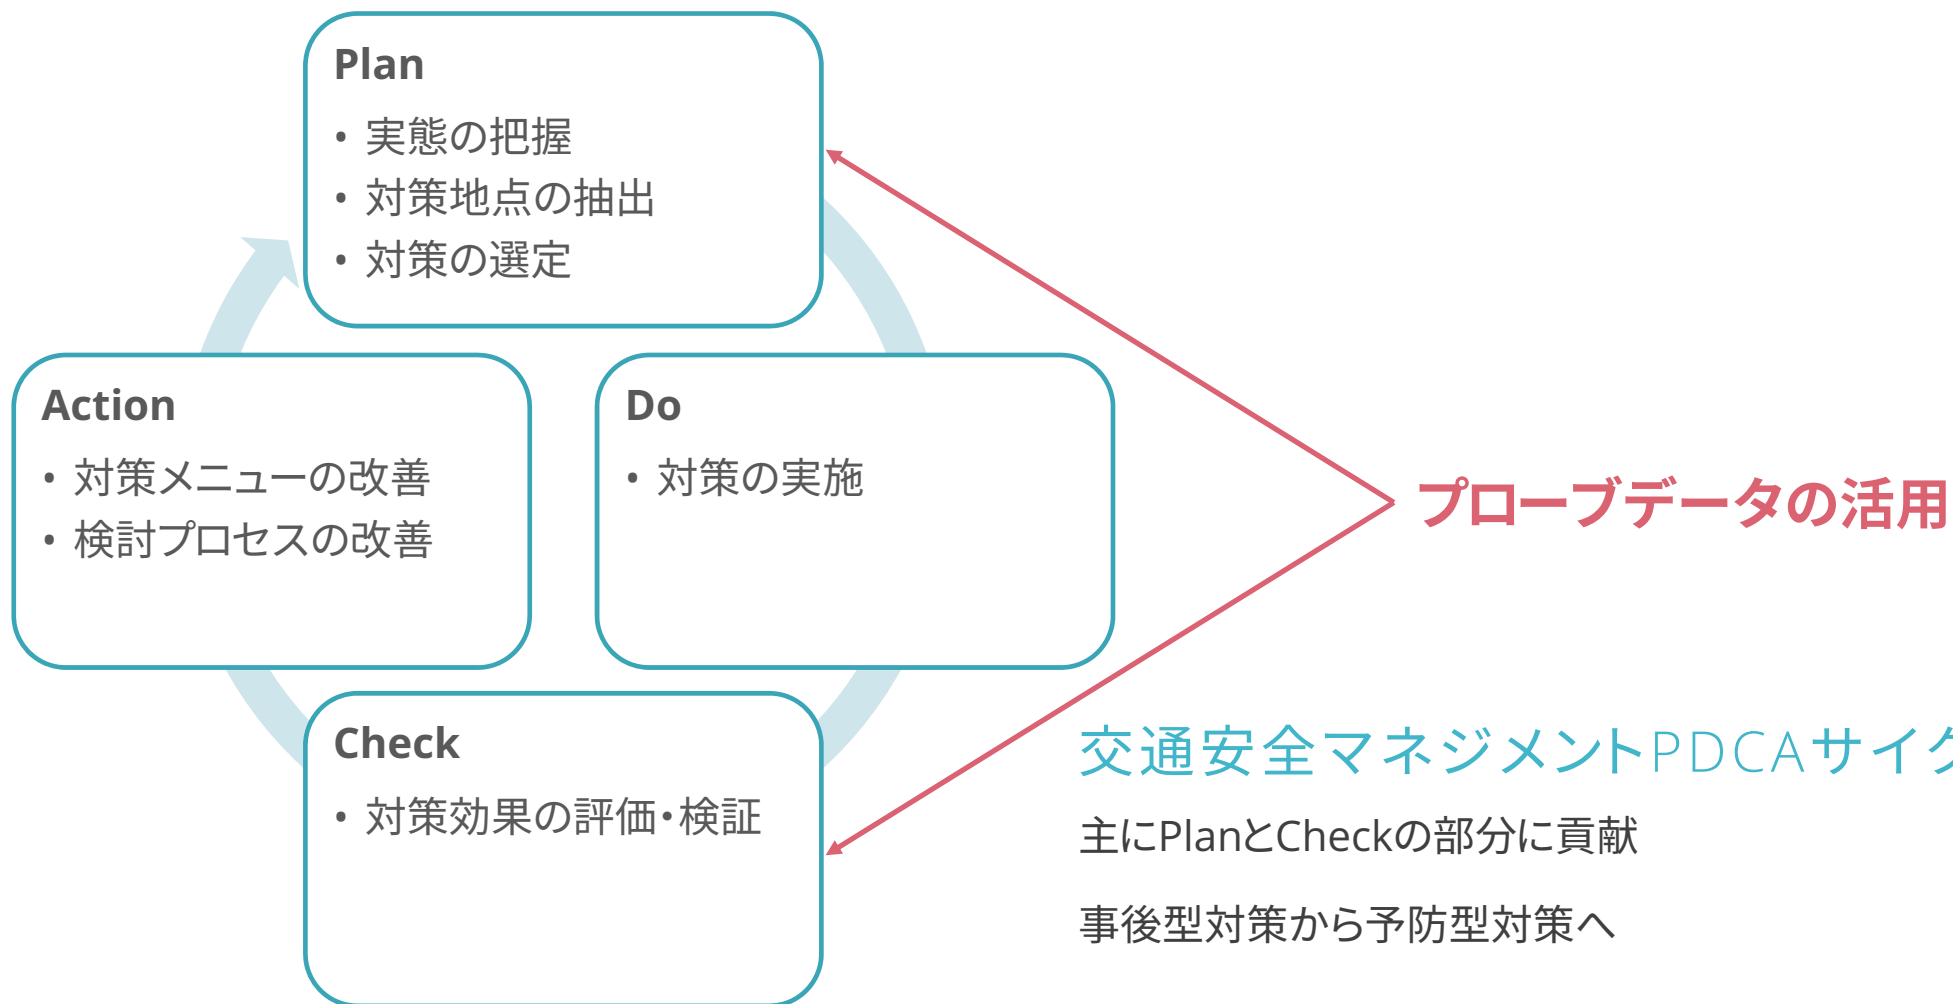 Plan
• 実態の把握
• 対策地点の抽出
• 対策の選定
Action
• 対策メニューの改善
• 検討プロセスの改善
Do
• 対策の実施
Check
• 対策効果の評価・検証
プローブデータの活用
交通安全マネジメントPDCAサイク
主にPlanとCheckの部分に貢献
事後型対策から予防型対策へ